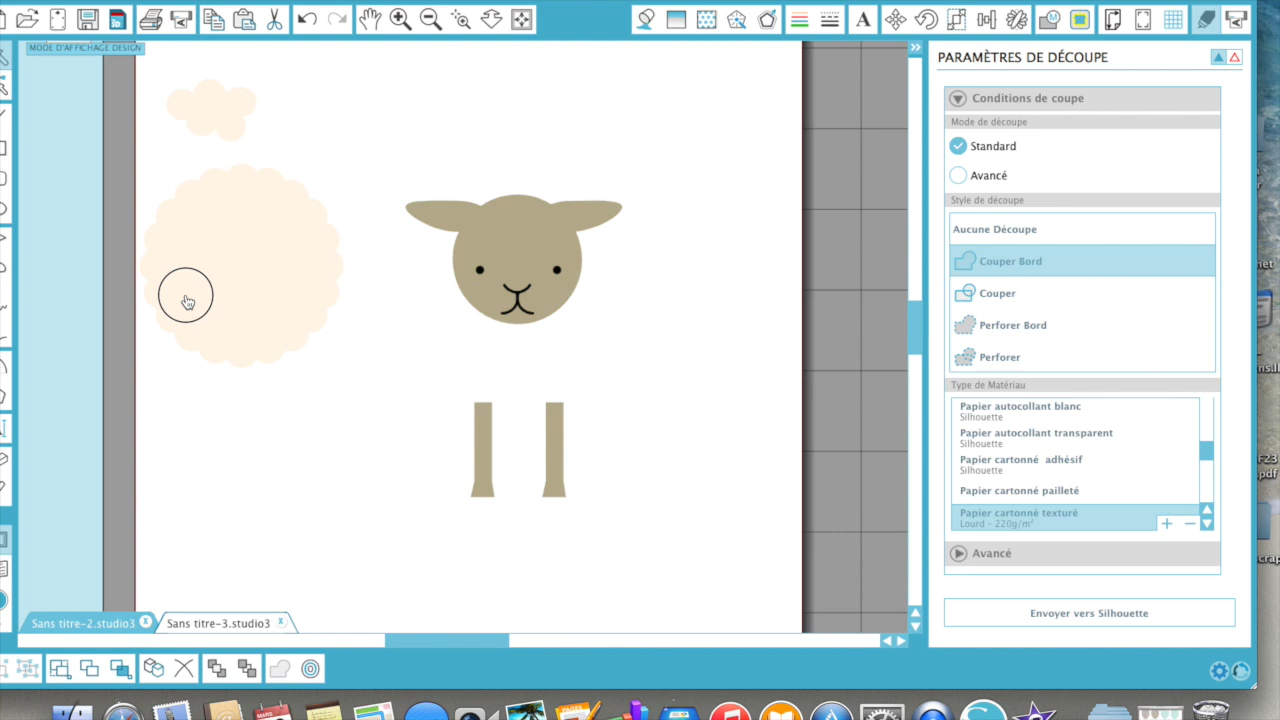 MODE D'AFFICHAGE DESIGN
PARAMÈTRES DE DÉCOUPE
Conditions de coupe
Mode de découpe
Standard
Avancé
Style de découpe
Aucune Découpe
Couper Bord
Couper
Perforer Bord
Perforer
Type de Matériau
Papier autocollant blanc
Silhouette
Papier autocollant transparent
Silhouette
Papier cartonné adhésif
Silhouette
Papier cartonné pailleté
Papier cartonné texturé
Lourd - 220g/m²
Avancé
Envoyer vers Silhouette
Sans titre-2.studio3
Sans titre-3.studio3